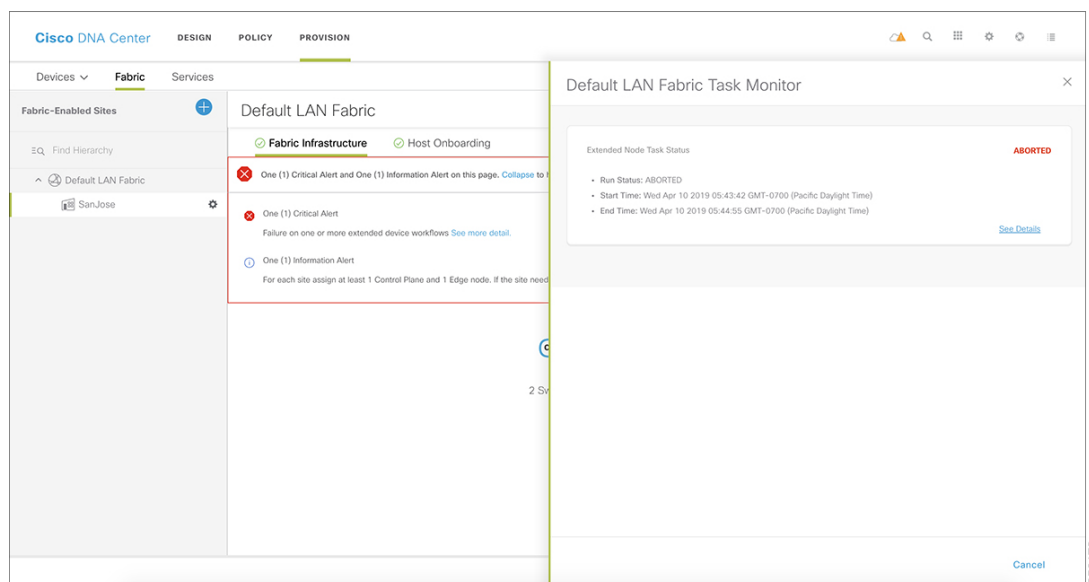 Cisco DNA Center DESIGN POLICY PROVISION
Devices Fabric Services
Fabric-Enabled Sites
Find Hierarchy
Default LAN Fabric
SanJose
Default LAN Fabric
Fabric Infrastructure Host Onboarding
One (1) Critical Alert and One (1) Information Alert on this page. Collapse to
One (1) Critical Alert
Failure on one or more extended device workflows See more detail.
One (1) Information Alert
For each site assign at least 1 Control Plane and 1 Edge node. If the site need
2
Default LAN Fabric Task Monitor
Extended Node Task Status ABORTED
• Run Status: ABORTED
• Start Time: Wed Apr 10 2019 05:43:42 GMT-0700 (Pacific Daylight Time)
• End Time: Wed Apr 10 2019 05:44:55 GMT-0700 (Pacific Daylight Time)
See Details
Cancel